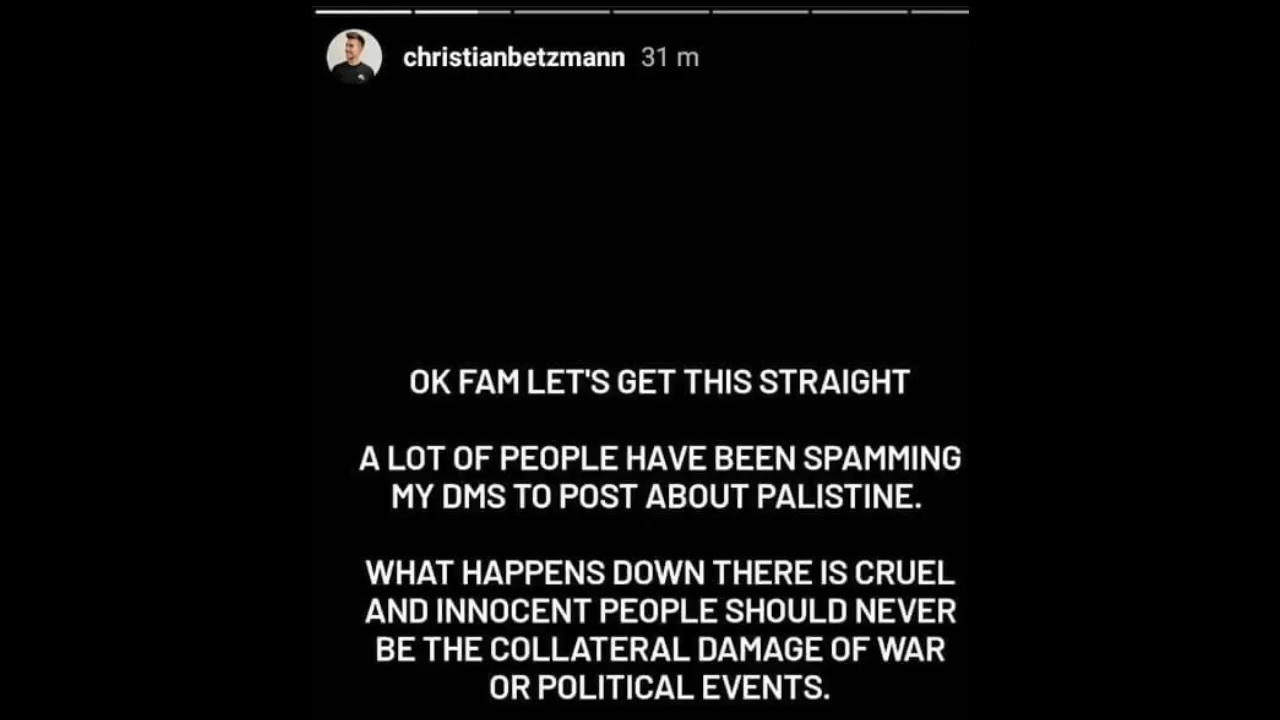 christianbetzmann 31 m
OK FAM LET'S GET THIS STRAIGHT
A LOT OF PEOPLE HAVE BEEN SPAMMING
MY DMS TO POST ABOUT PALISTINE.
WHAT HAPPENS DOWN THERE IS CRUEL
AND INNOCENT PEOPLE SHOULD NEVER
BE THE COLLATERAL DAMAGE OF WAR
OR POLITICAL EVENTS.